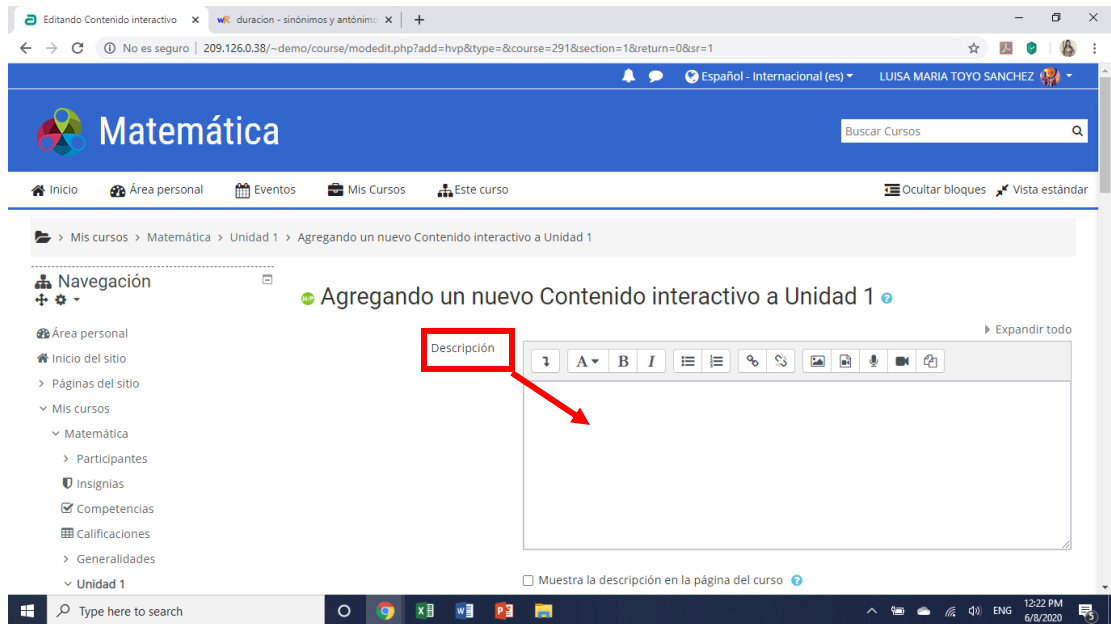 Editando Contenido interactivo
wR duracion - sinónimos y antónimo
No es seguro | 209.126.0.38/~demo/course/modedit.php?add=hvp&type=&course=291&section=1&return=0&sr=1
Español - Internacional (es)
LUISA MARIA TOYO SANCHEZ
Matemática
Buscar Cursos
Inicio
Área personal
Eventos
Mis Cursos
Este curso
Ocultar bloques
Vista estándar
> Mis cursos > Matemática > Unidad 1 > Agregando un nuevo Contenido interactivo a Unidad 1
Navegación
H-P Agregando un nuevo Contenido interactivo a Unidad 1
Expandir todo
Descripción
A B I
Área personal
Inicio del sitio
Páginas del sitio
Mis cursos
Matemática
Participantes
Insignias
Competencias
Calificaciones
Generalidades
Unidad 1
Muestra la descripción en la página del curso
Type here to search
ENG
12:22 PM
6/8/2020
5